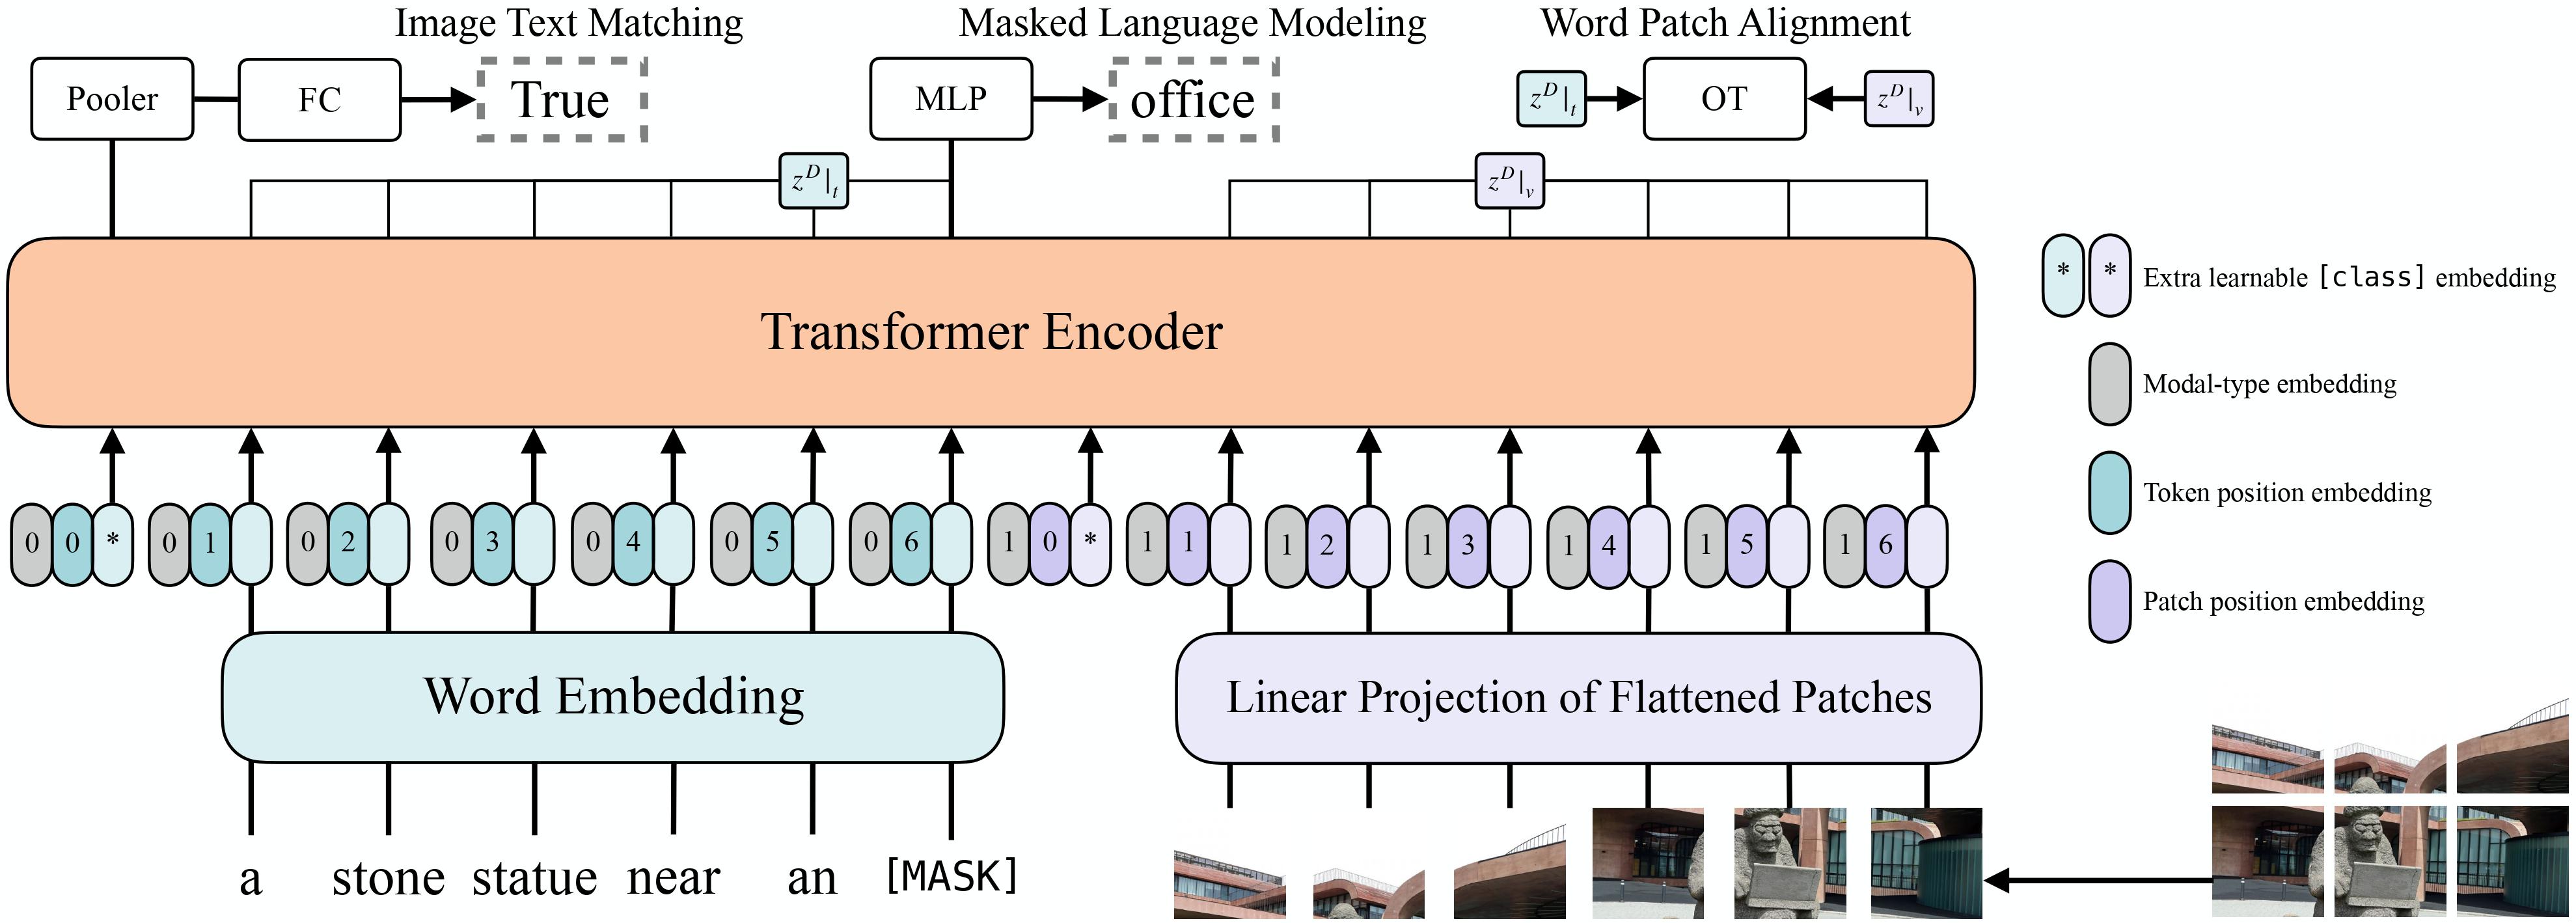 Image Text Matching
Masked Language Modeling
Word Patch Alignment
Pooler
FC
True
MLP
office
z^D|_t
OT
z^D|_v
z^D|_t
z^D|_v
Transformer Encoder
* * Extra learnable [class] embedding
Modal-type embedding
Token position embedding
Patch position embedding
0 0 * 0 1 0 2 0 3 0 4 0 5 0 6 1 0 * 1 1 1 2 1 3 1 4 1 5 1 6
Word Embedding
Linear Projection of Flattened Patches
a stone statue near an [MASK]